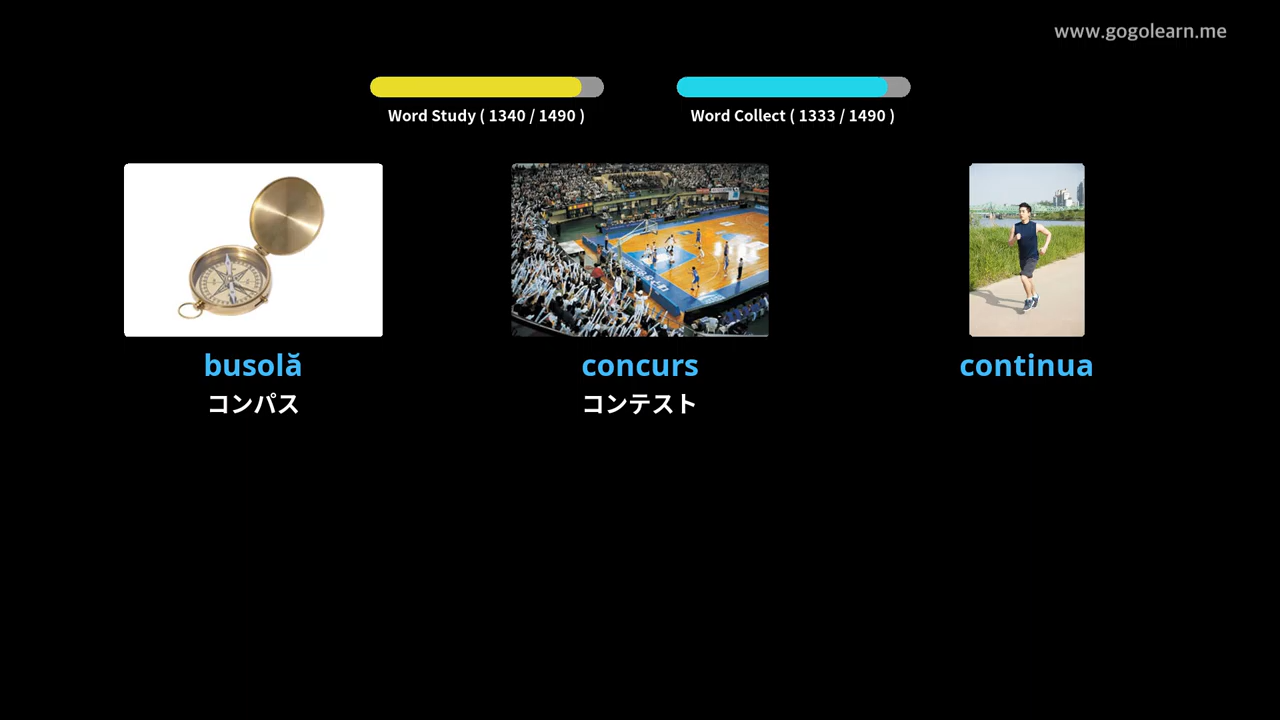 www.gogolearn.me
Word Study ( 1340 / 1490 )
Word Collect ( 1333 / 1490 )
busolă
concurs
continua
コンパス
コンテスト